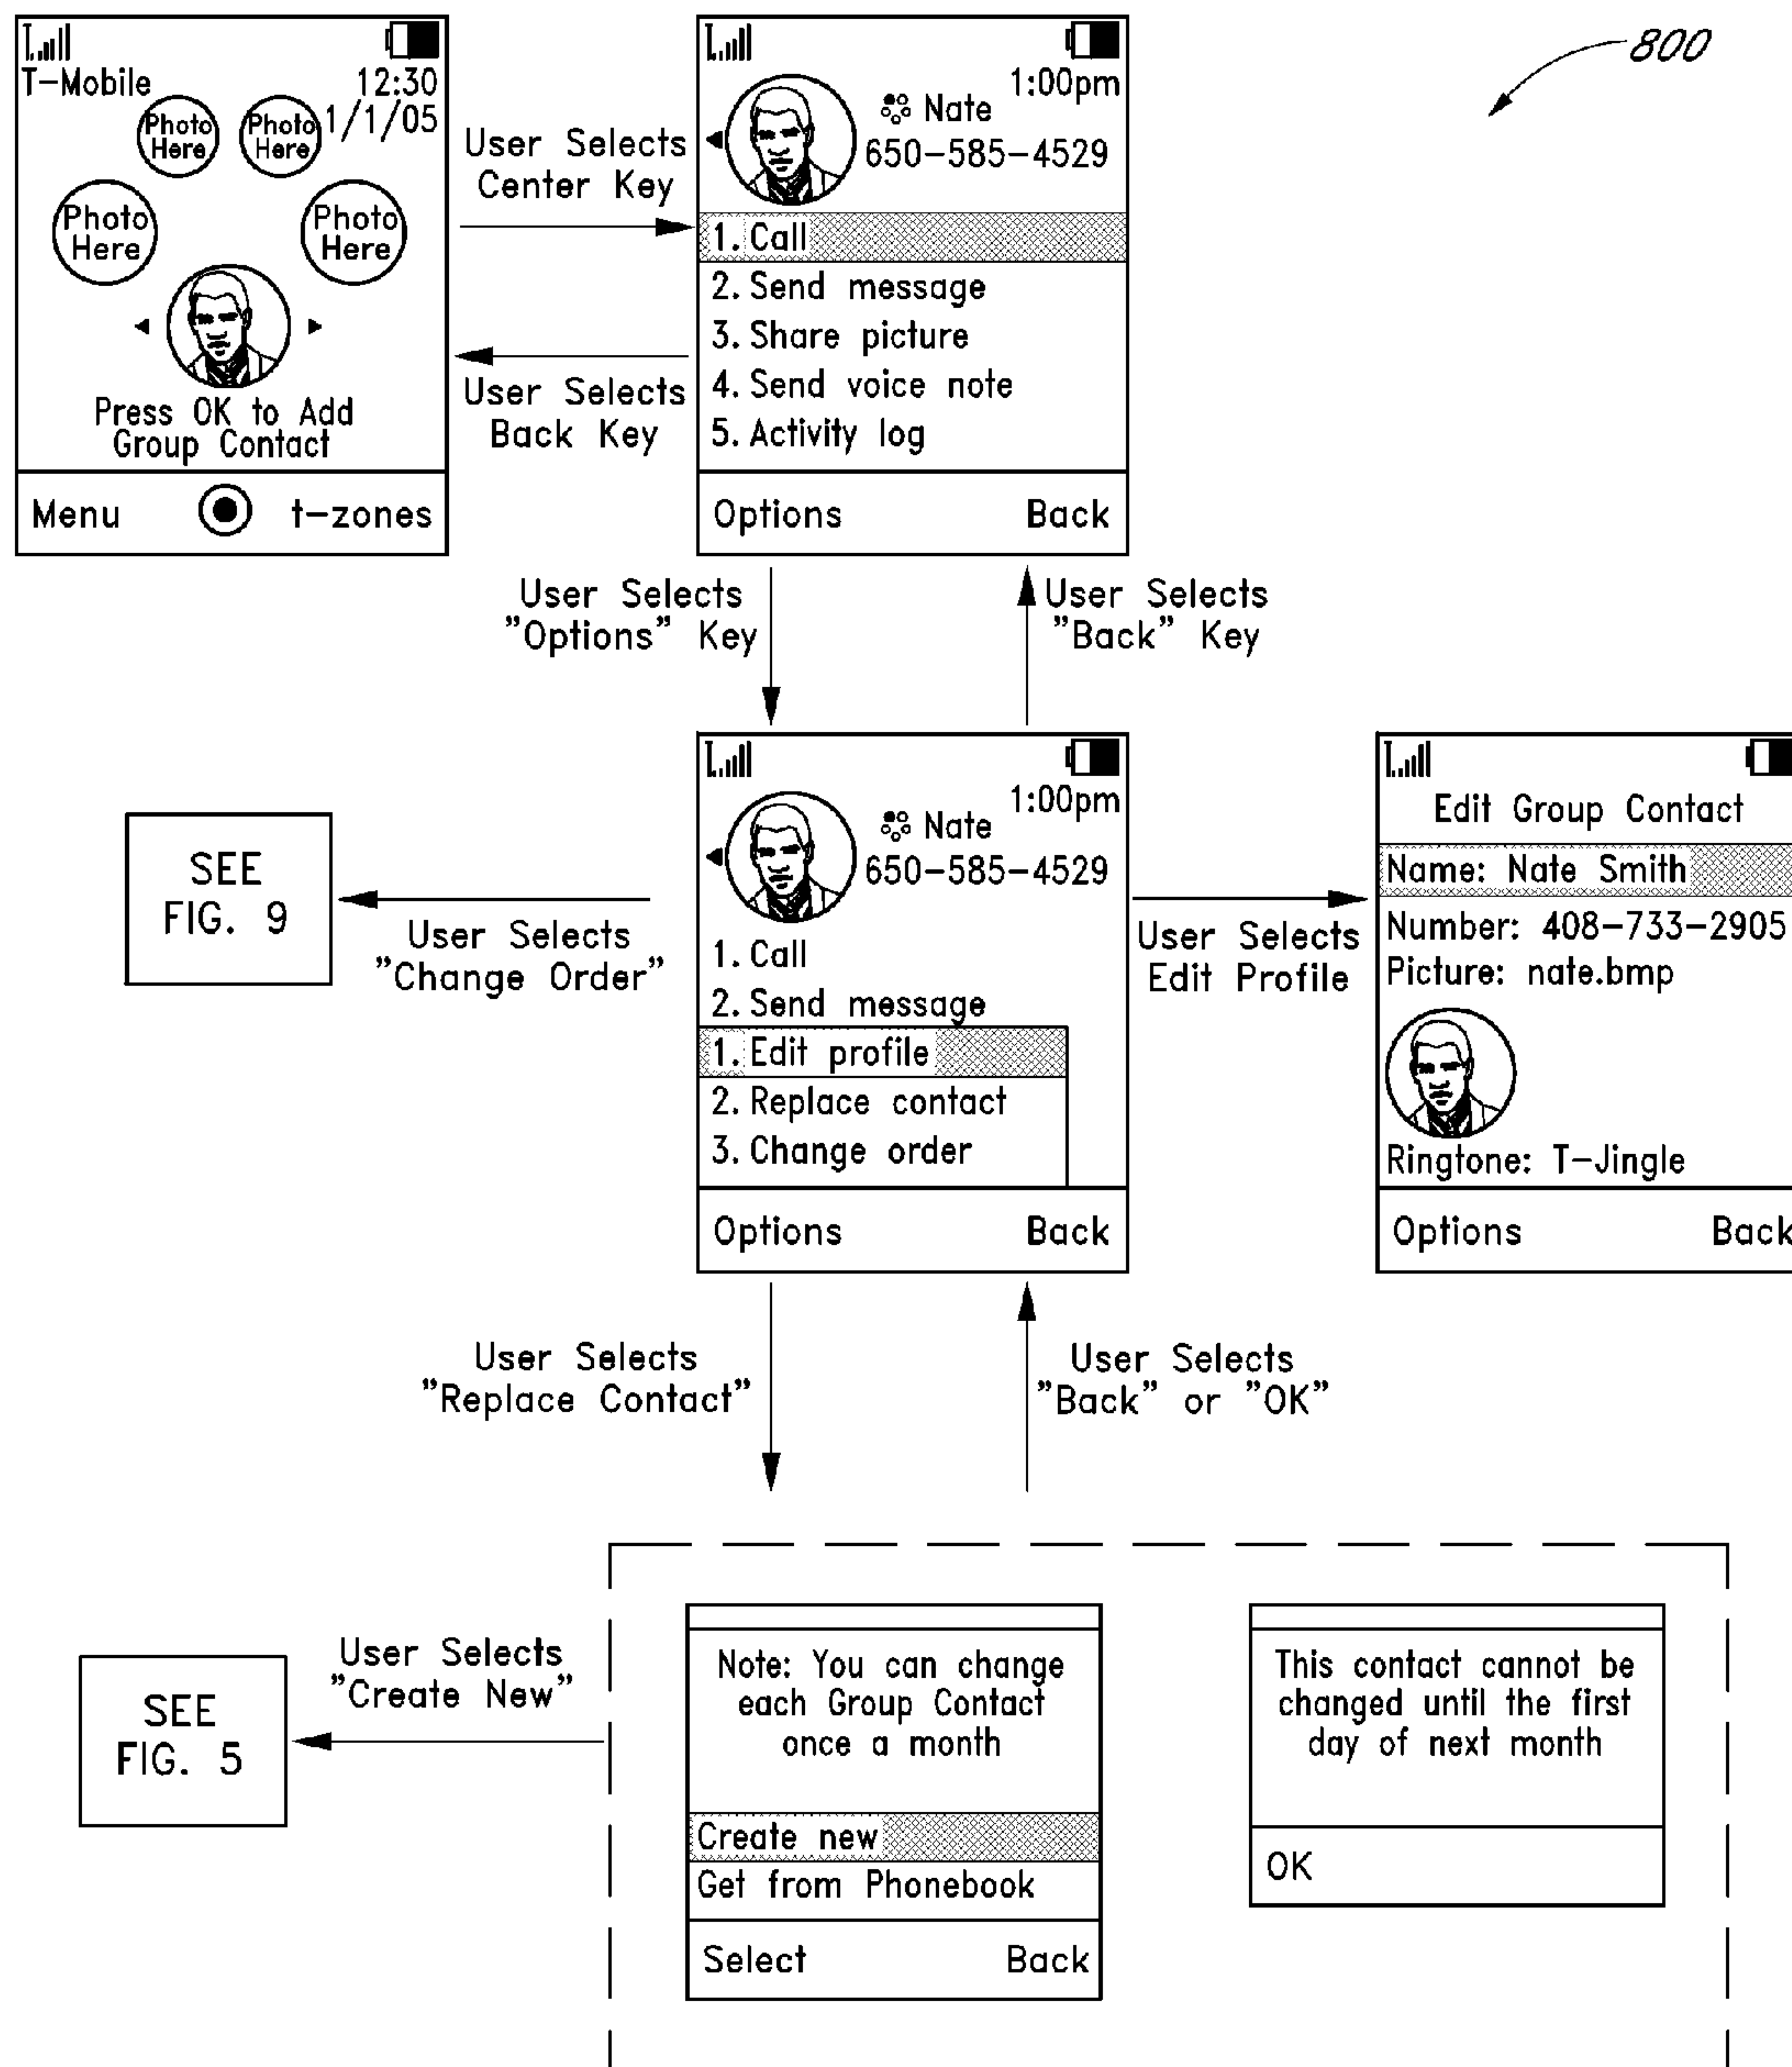 800
T-Mobile
12:30
1/1/05
Photo
Here
Photo
Here
Photo
Here
Photo
Here
Press OK to Add
Group Contact
Menu
t-zones
User Selects
Center Key
User Selects
Back Key
1:00pm
Nate
650-585-4529
1. Call
2. Send message
3. Share picture
4. Send voice note
5. Activity log
Options
Back
User Selects
"Options" Key
User Selects
"Back" Key
SEE
FIG. 9
User Selects
"Change Order"
1:00pm
Nate
650-585-4529
1. Call
2. Send message
1. Edit profile
2. Replace contact
3. Change order
Options
Back
User Selects
Edit Profile
Edit Group Contact
Name: Nate Smith
Number: 408-733-2905
Picture: nate.bmp
Ringtone: T-Jingle
Options
Back
User Selects
"Replace Contact"
User Selects
"Back" or "OK"
SEE
FIG. 5
User Selects
"Create New"
Note: You can change
each Group Contact
once a month
Create new
Get from Phonebook
Select
Back
This contact cannot be
changed until the first
day of next month
OK